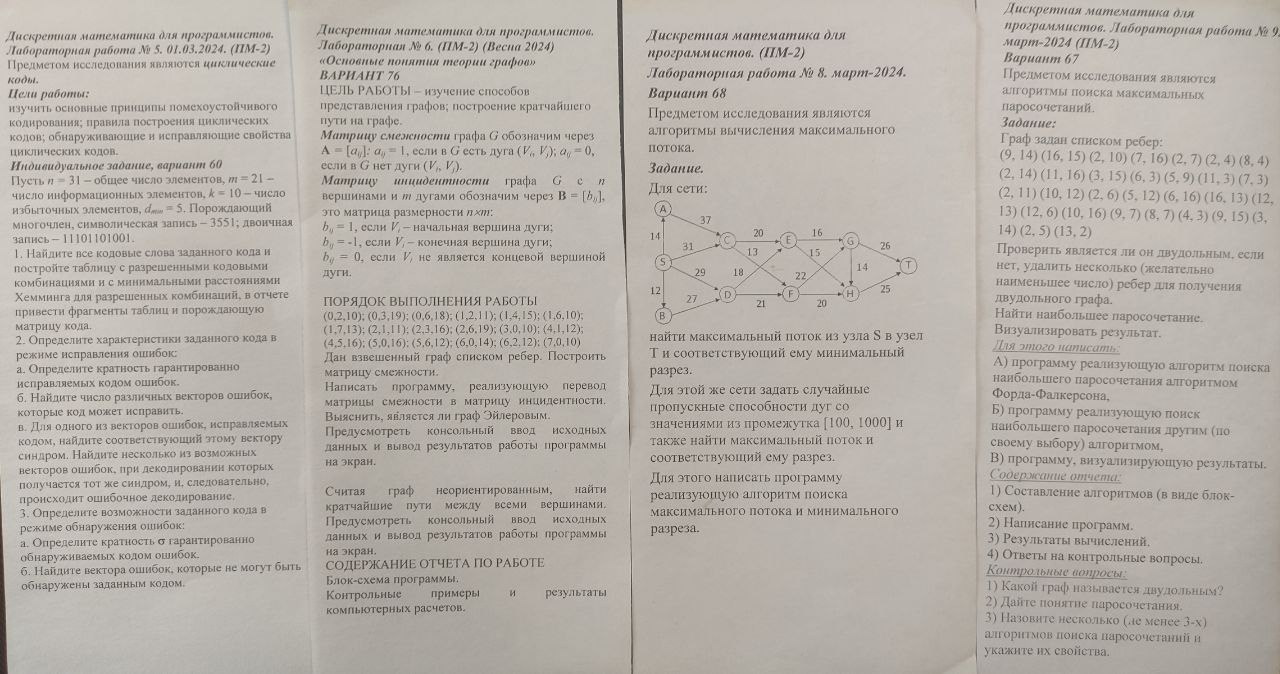 Дискретная математика для программистов.
Лабораторная работа № 5. 01.03.2024. (ПМ-2)
Предметом исследования являются циклические
коды.
Цели работы:
изучить основные принципы помехоустойчивого
кодирования; правила построения циклических
кодов; обнаруживающие и исправляющие свойства
циклических кодов.
Индивидуальное задание, вариант 60
Пусть n = 31 – общее число элементов, m = 21 –
число информационных элементов, k = 10 – число
избыточных элементов, dmin = 5. Порождающий
многочлен, символическая запись – 3551; двоичная
запись – 11101101001.
1. Найдите все кодовые слова заданного кода и
постройте таблицу с разрешенными кодовыми
комбинациями и с минимальными расстояниями
Хемминга для разрешенных комбинаций, в отчете
привести фрагменты таблиц и порождающую
матрицу кода.
2. Определите характеристики заданного кода в
режиме исправления ошибок:
а. Определите кратность гарантированно
исправляемых кодом ошибок.
б. Найдите число различных векторов ошибок,
которые код может исправить.
в. Для одного из векторов ошибок, исправляемых
кодом, найдите соответствующий этому вектору
синдром. Найдите несколько из возможных
векторов ошибок, при декодировании которых
получается тот же синдром, и, следовательно,
происходит ошибочное декодирование.
3. Определите возможности заданного кода в
режиме обнаружения ошибок:
а. Определите кратность σ гарантированно
обнаруживаемых кодом ошибок.
б. Найдите вектора ошибок, которые не могут быть
обнаружены заданным кодом.
Дискретная математика для программистов.
Лабораторная № 6. (ПМ-2) (Весна 2024)
«Основные понятия теории графов»
ВАРИАНТ 76
ЦЕЛЬ РАБОТЫ – изучение способов
представления графов; построение кратчайшего
пути на графе.
Матрицу смежности графа G обозначим через
A = [aij]: aij = 1, если в G есть дуга (Vi, Vj); aij = 0,
если в G нет дуги (Vi, Vj).
Матрицу инцидентности графа G с n
вершинами и m дугами обозначим через B = [bij],
это матрица размерности n×m:
bij = 1, если Vi – начальная вершина дуги;
bij = -1, если Vi – конечная вершина дуги;
bij = 0, если Vi не является концевой вершиной
дуги.
ПОРЯДОК ВЫПОЛНЕНИЯ РАБОТЫ
(0,2,10); (0,3,19); (0,6,18); (1,2,11); (1,4,15); (1,6,10);
(1,7,13); (2,1,11); (2,3,16); (2,6,19); (3,0,10); (4,1,12);
(4,5,16); (5,0,16); (5,6,12); (6,0,14); (6,2,12); (7,0,10)
Дан взвешенный граф списком ребер. Построить
матрицу смежности.
Написать программу, реализующую перевод
матрицы смежности в матрицу инцидентности.
Выяснить, является ли граф Эйлеровым.
Предусмотреть консольный ввод исходных
данных и вывод результатов работы программы
на экран.
Считая граф неориентированным, найти
кратчайшие пути между всеми вершинами.
Предусмотреть консольный ввод исходных
данных и вывод результатов работы программы
на экран.
СОДЕРЖАНИЕ ОТЧЕТА ПО РАБОТЕ
Блок-схема программы.
Контрольные примеры и результаты
компьютерных расчетов.
Дискретная математика для
программистов. (ПМ-2)
Лабораторная работа № 8. март-2024.
Вариант 68
Предметом исследования являются
алгоритмы вычисления максимального
потока.
Задание.
Для сети:
A
37
14
20
16
C
E
G
26
31
13
15
S
14
T
29
18
22
12
25
D
F
H
27
21
20
B
найти максимальный поток из узла S в узел
T и соответствующий ему минимальный
разрез.
Для этой же сети задать случайные
пропускные способности дуг со
значениями из промежутка [100, 1000] и
также найти максимальный поток и
соответствующий ему разрез.
Для этого написать программу
реализующую алгоритм поиска
максимального потока и минимального
разреза.
Дискретная математика для
программистов. Лабораторная работа № 9.
март-2024 (ПМ-2)
Вариант 67
Предметом исследования являются
алгоритмы поиска максимальных
паросочетаний.
Задание:
Граф задан списком ребер:
(9, 14) (16, 15) (2, 10) (7, 16) (2, 7) (2, 4) (8, 4)
(2, 14) (11, 16) (3, 15) (6, 3) (5, 9) (11, 3) (7, 3)
(2, 11) (10, 12) (2, 6) (5, 12) (6, 16) (16, 13) (12,
13) (12, 6) (10, 16) (9, 7) (8, 7) (4, 3) (9, 15) (3,
14) (2, 5) (13, 2)
Проверить является ли он двудольным, если
нет, удалить несколько (желательно
наименьшее число) ребер для получения
двудольного графа.
Найти наибольшее паросочетание.
Визуализировать результат.
Для этого написать:
А) программу реализующую алгоритм поиска
наибольшего паросочетания алгоритмом
Форда-Фалкерсона,
Б) программу реализующую поиск
наибольшего паросочетания другим (по
своему выбору) алгоритмом,
В) программу, визуализирующую результаты.
Содержание отчета:
1) Составление алгоритмов (в виде блок-
схем).
2) Написание программ.
3) Результаты вычислений.
4) Ответы на контрольные вопросы.
Контрольные вопросы:
1) Какой граф называется двудольным?
2) Дайте понятие паросочетания.
3) Назовите несколько (не менее 3-х)
алгоритмов поиска паросочетаний и
укажите их свойства.